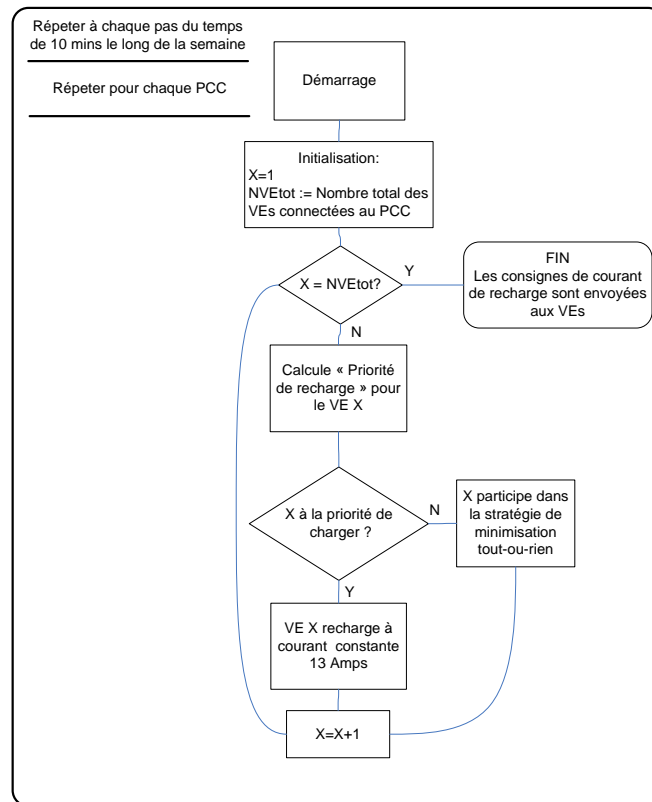 Répeter à chaque pas du temps
de 10 mins le long de la semaine
Répeter pour chaque PCC
Démarrage
Initialisation:
X=1
NVEtot := Nombre total des
VEs connectées au PCC
X = NVEtot?
Y
FIN
Les consignes de courant
de recharge sont envoyées
aux VEs
N
Calcule « Priorité
de recharge » pour
le VE X
X à la priorité de
charger ?
N
X participe dans
la stratégie de
minimisation
tout-ou-rien
Y
VE X recharge à
courant constante
13 Amps
X=X+1